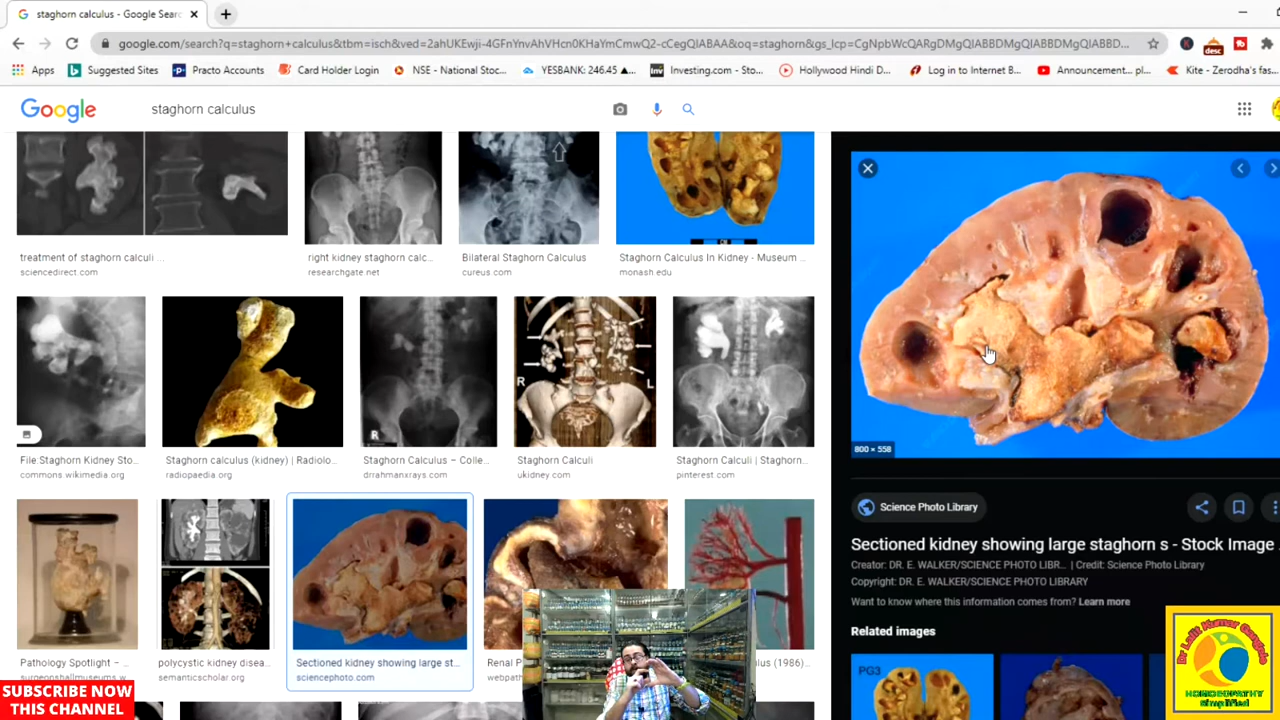 staghorn calculus - Google Sear
google.com/search?q=staghorn+calculus&tbm=isch&ved=2ahUKEwji-4GFnYnvAhVHcn0KHaYmCmwQ2-cCegQIABAA&oq=staghorn&gs_lcp=CgNpbWcQARgDMgQIABBDMgQIABBDMgQIABBD...
Apps Suggested Sites Practo Accounts Card Holder Login NSE - National Stoc... YESBANK: 246.45 ▲... Investing.com - Sto... Hollywood Hindi D... Log in to Internet B... Announcement... pl... Kite - Zerodha's fas
desc
Google
staghorn calculus
treatment of staghorn calculi ...
sciencedirect.com
right kidney staghorn calc...
researchgate.net
Bilateral Staghorn Calculus
cureus.com
Staghorn Calculus In Kidney - Museum ...
monash.edu
R
R
L
File:Staghorn Kidney Sto...
commons.wikimedia.org
Staghorn calculus (kidney) | Radiolo...
radiopaedia.org
Staghorn Calculus – Colle...
drrahmanxrays.com
Staghorn Calculi
ukidney.com
Staghorn Calculi | Staghorn...
pinterest.com
Pathology Spotlight – ...
polycystic kidney disea...
semanticscholar.org
Sectioned kidney showing large st...
sciencephoto.com
Renal P
webpath
(1986)...
800 × 558
Science Photo Library
Sectioned kidney showing large staghorn s - Stock Image
Creator: DR. E. WALKER/SCIENCE PHOTO LIBR... | Credit: Science Photo Library
Copyright: DR. E. WALKER/SCIENCE PHOTO LIBRARY
Want to know where this information comes from? Learn more
Related images
PG3
SUBSCRIBE NOW
THIS CHANNEL
HOMOEOPATHY
Simplified